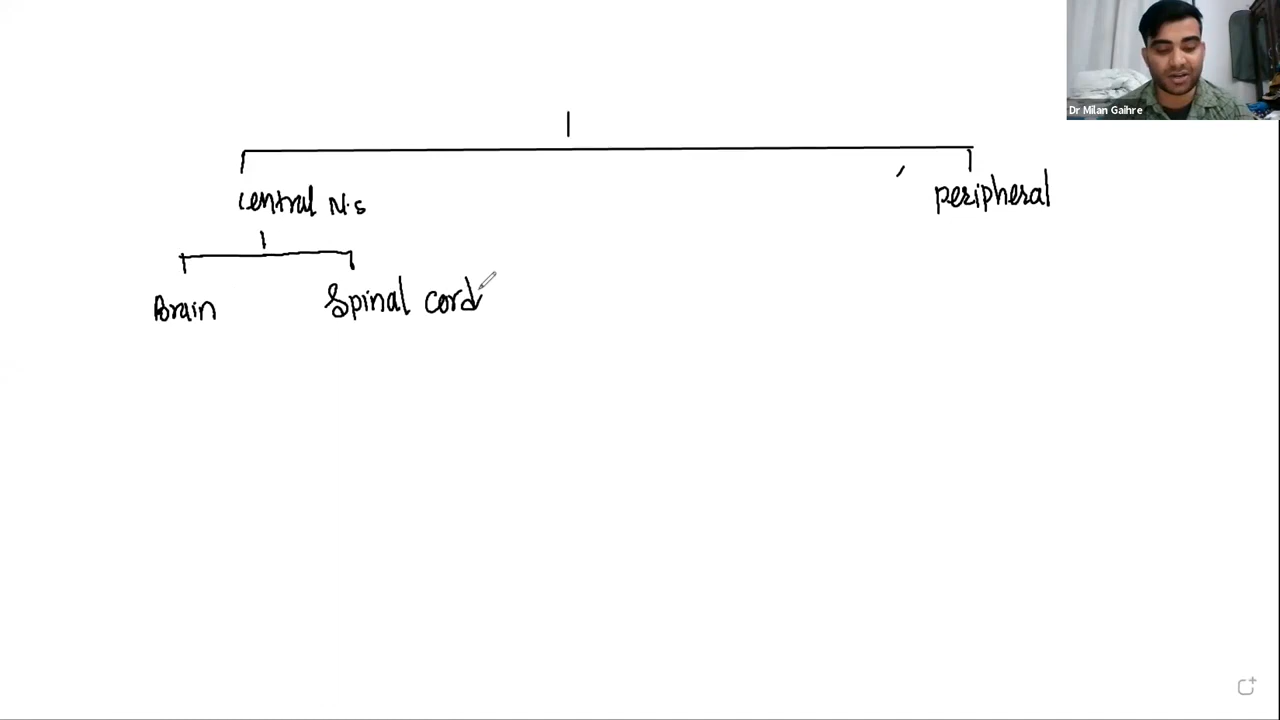 Dr Milan Gaihre
Central N.S
peripheral
Brain
Spinal cord